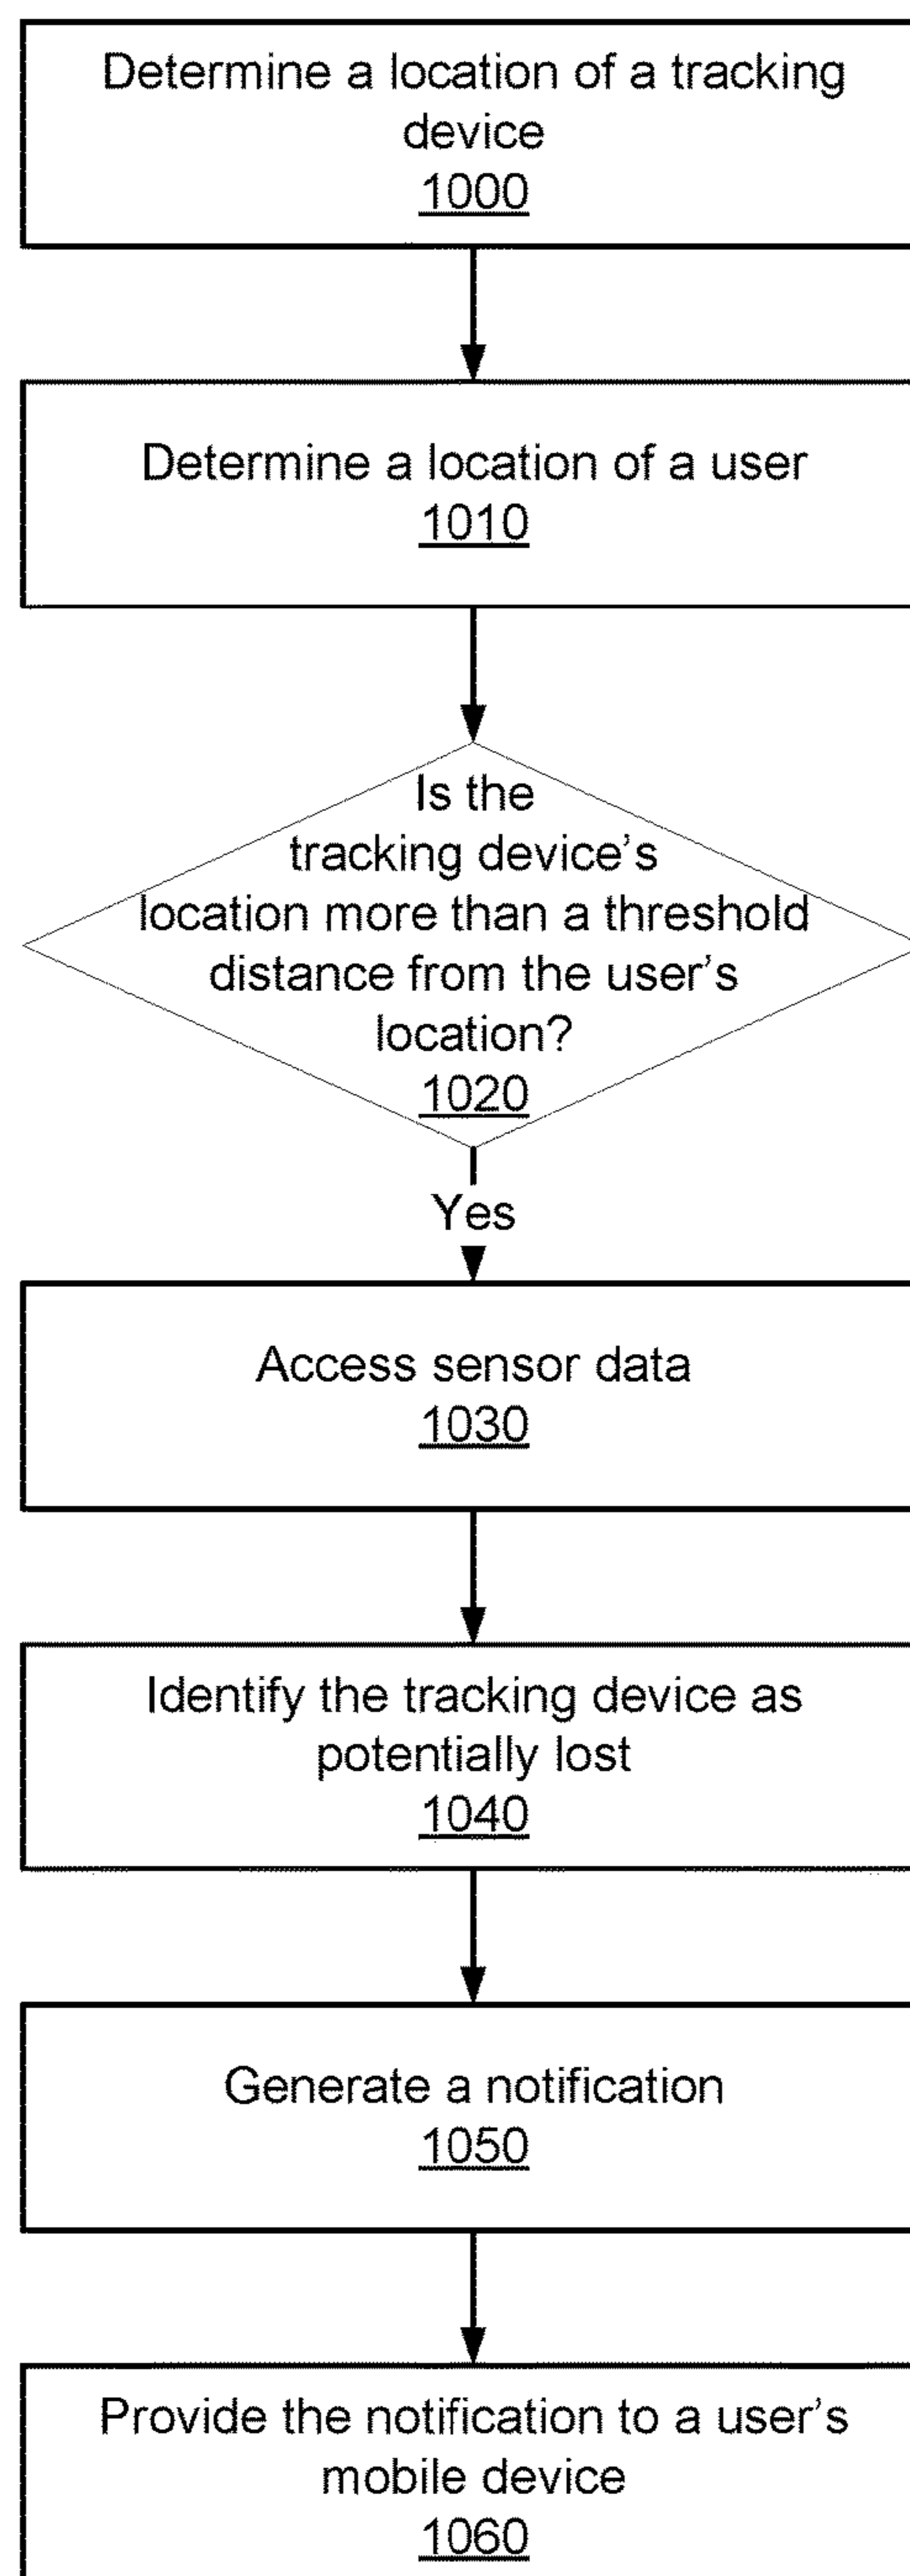 Determine a location of a tracking
device
1000
Determine a location of a user
1010
Is the
tracking device's
location more than a threshold
distance from the user's
location?
1020
Yes
Access sensor data
1030
Identify the tracking device as
potentially lost
1040
Generate a notification
1050
Provide the notification to a user's
mobile device
1060